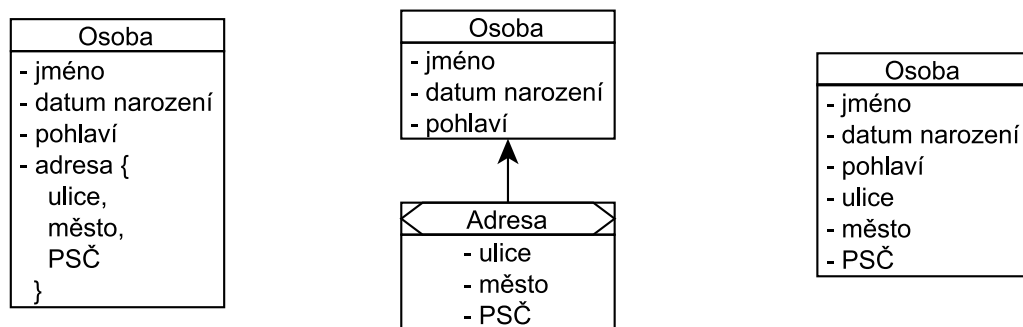 Osoba
- jméno
- datum narození
- pohlaví
- adresa {
ulice,
město,
PSČ
}
Osoba
- jméno
- datum narození
- pohlaví
Adresa
- ulice
- město
- PSČ
Osoba
- jméno
- datum narození
- pohlaví
- ulice
- město
- PSČ